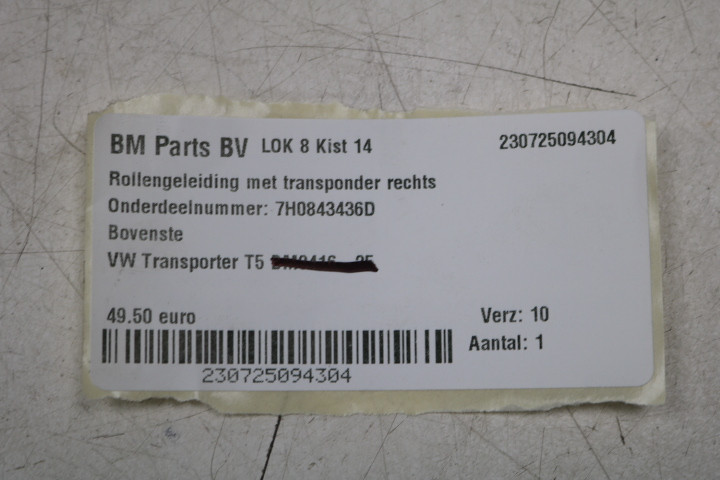 BM Parts BV LOK 8 Kist 14 230725094304
Rollengeleiding met transponder rechts
Onderdeelnummer: 7H0843436D
Bovenste
VW Transporter T5
49.50 euro Verz: 10
Aantal: 1
230725094304